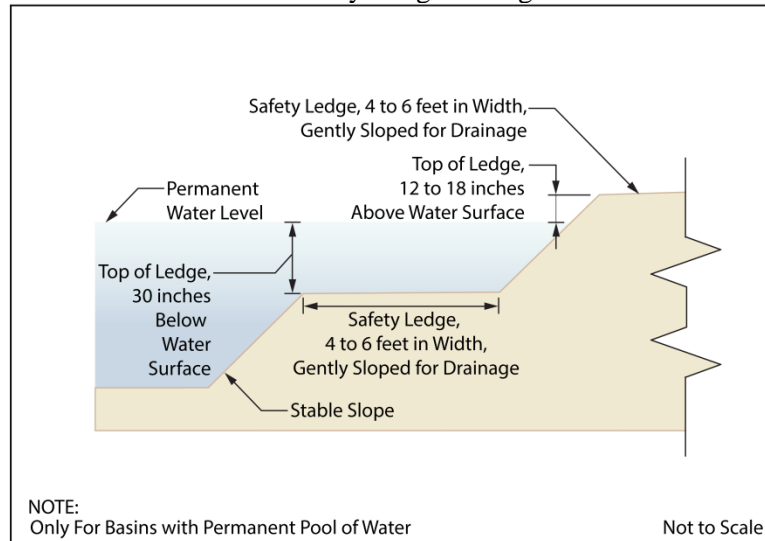 Safety Ledge, 4 to 6 feet in Width,
Gently Sloped for Drainage
Top of Ledge,
12 to 18 inches
Above Water Surface
Permanent
Water Level
Top of Ledge,
30 inches
Below
Water
Surface
Safety Ledge,
4 to 6 feet in Width,
Gently Sloped for Drainage
Stable Slope
NOTE:
Only For Basins with Permanent Pool of Water
Not to Scale